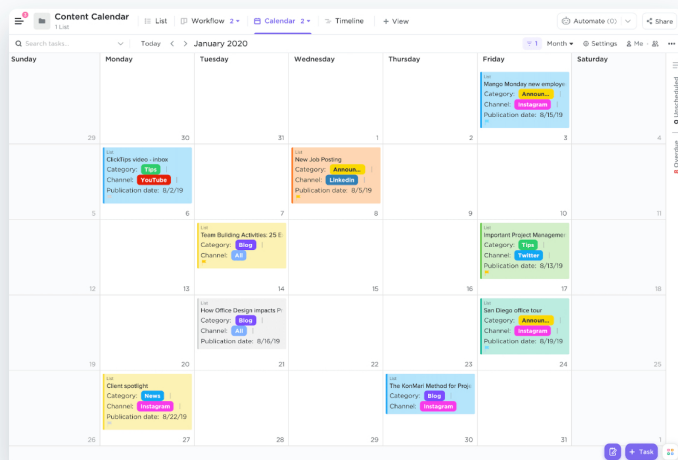 Content Calendar
1 List
List
Workflow 2
Calendar 2
Timeline
+ View
Automate (0)
Share
Search tasks...
Today
January 2020
1
Month
Settings
Me
Sunday Monday Tuesday Wednesday Thursday Friday Saturday
List
Mango Monday new employe
Category: Announ...
Channel: Instagram
Publication date: 8/15/19
29 30 31 1 2 3 4
List
ClickTips video - inbox
Category: Tips
Channel: YouTube
Publication date: 8/2/19
List
New Job Posting
Category: Announ...
Channel: LinkedIn
Publication date: 8/5/19
5 6 7 8 9 10 11
List
Team Building Activities: 25 E
Category: Blog
Channel: All
List
Important Project Manageme
Category: Tips
Channel: Twitter
Publication date: 8/13/19
12 13 14 15 16 17 18
List
How Office Design impacts P
Category: Blog
Channel: All
Publication date: 8/16/19
List
San Diego office tour
Category: Announ...
Channel: Instagram
Publication date: 8/19/19
19 20 21 22 23 24 25
List
Client spotlight
Category: News
Channel: Instagram
Publication date: 8/22/19
List
The KonMari Method for Proje
Category: Blog
Channel: Instagram
26 27 28 29 30 31 1
0 Unscheduled
8 Overdue
+ Task